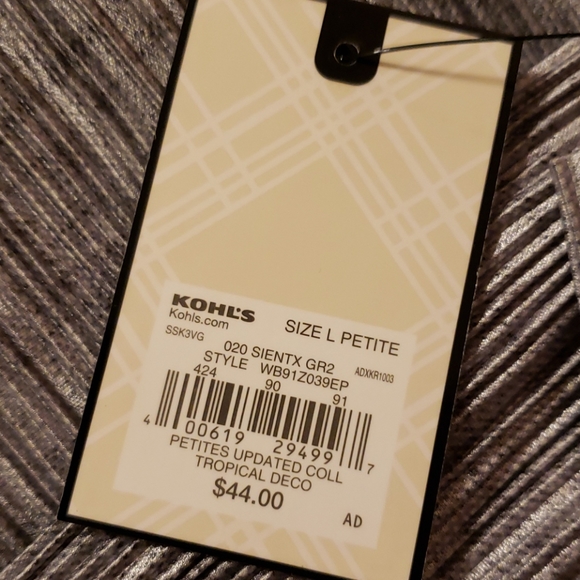 KOHL'S
Kohls.com
SIZE L PETITE
SSK3VG
020 SIENTX GR2
ADXKR1003
STYLE WB91Z039EP
424 90 91
4 00619 29499 7
PETITES UPDATED COLL
TROPICAL DECO
$44.00
AD